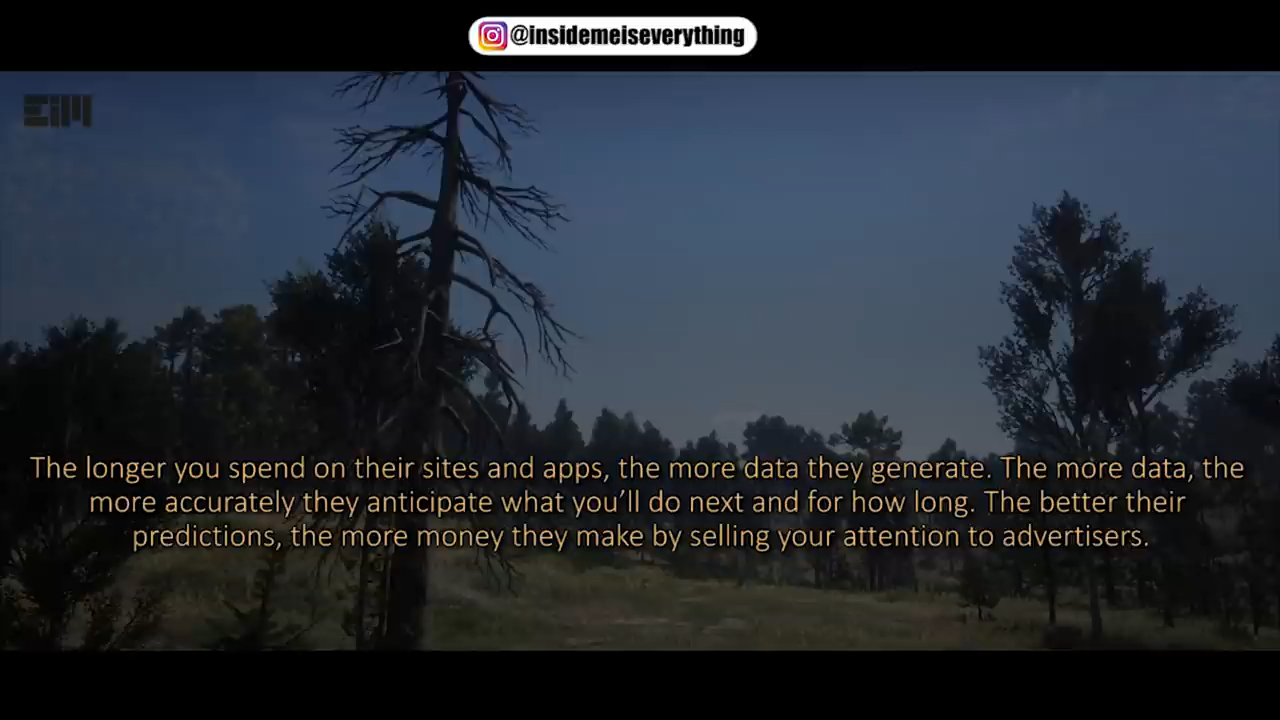 @insidemeiseverything
EiM
The longer you spend on their sites and apps, the more data they generate. The more data, the
more accurately they anticipate what you’ll do next and for how long. The better their
predictions, the more money they make by selling your attention to advertisers.